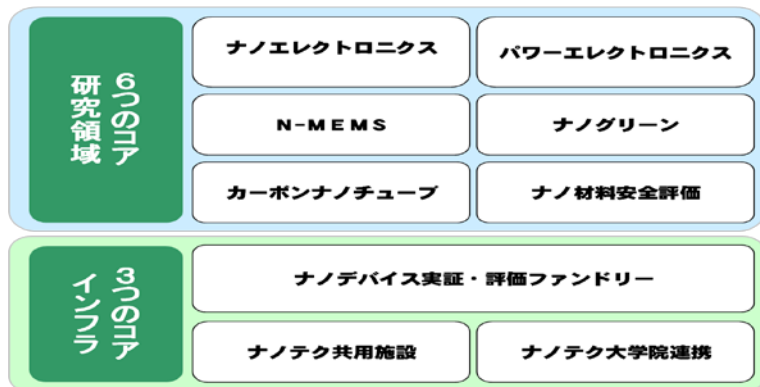 6つのコア
研究領域
ナノエレクトロニクス
パワーエレクトロニクス
N-MEMS
ナノグリーン
カーボンナノチューブ
ナノ材料安全評価
3つのコア
インフラ
ナノデバイス実証・評価ファンドリー
ナノテク共用施設
ナノテク大学院連携